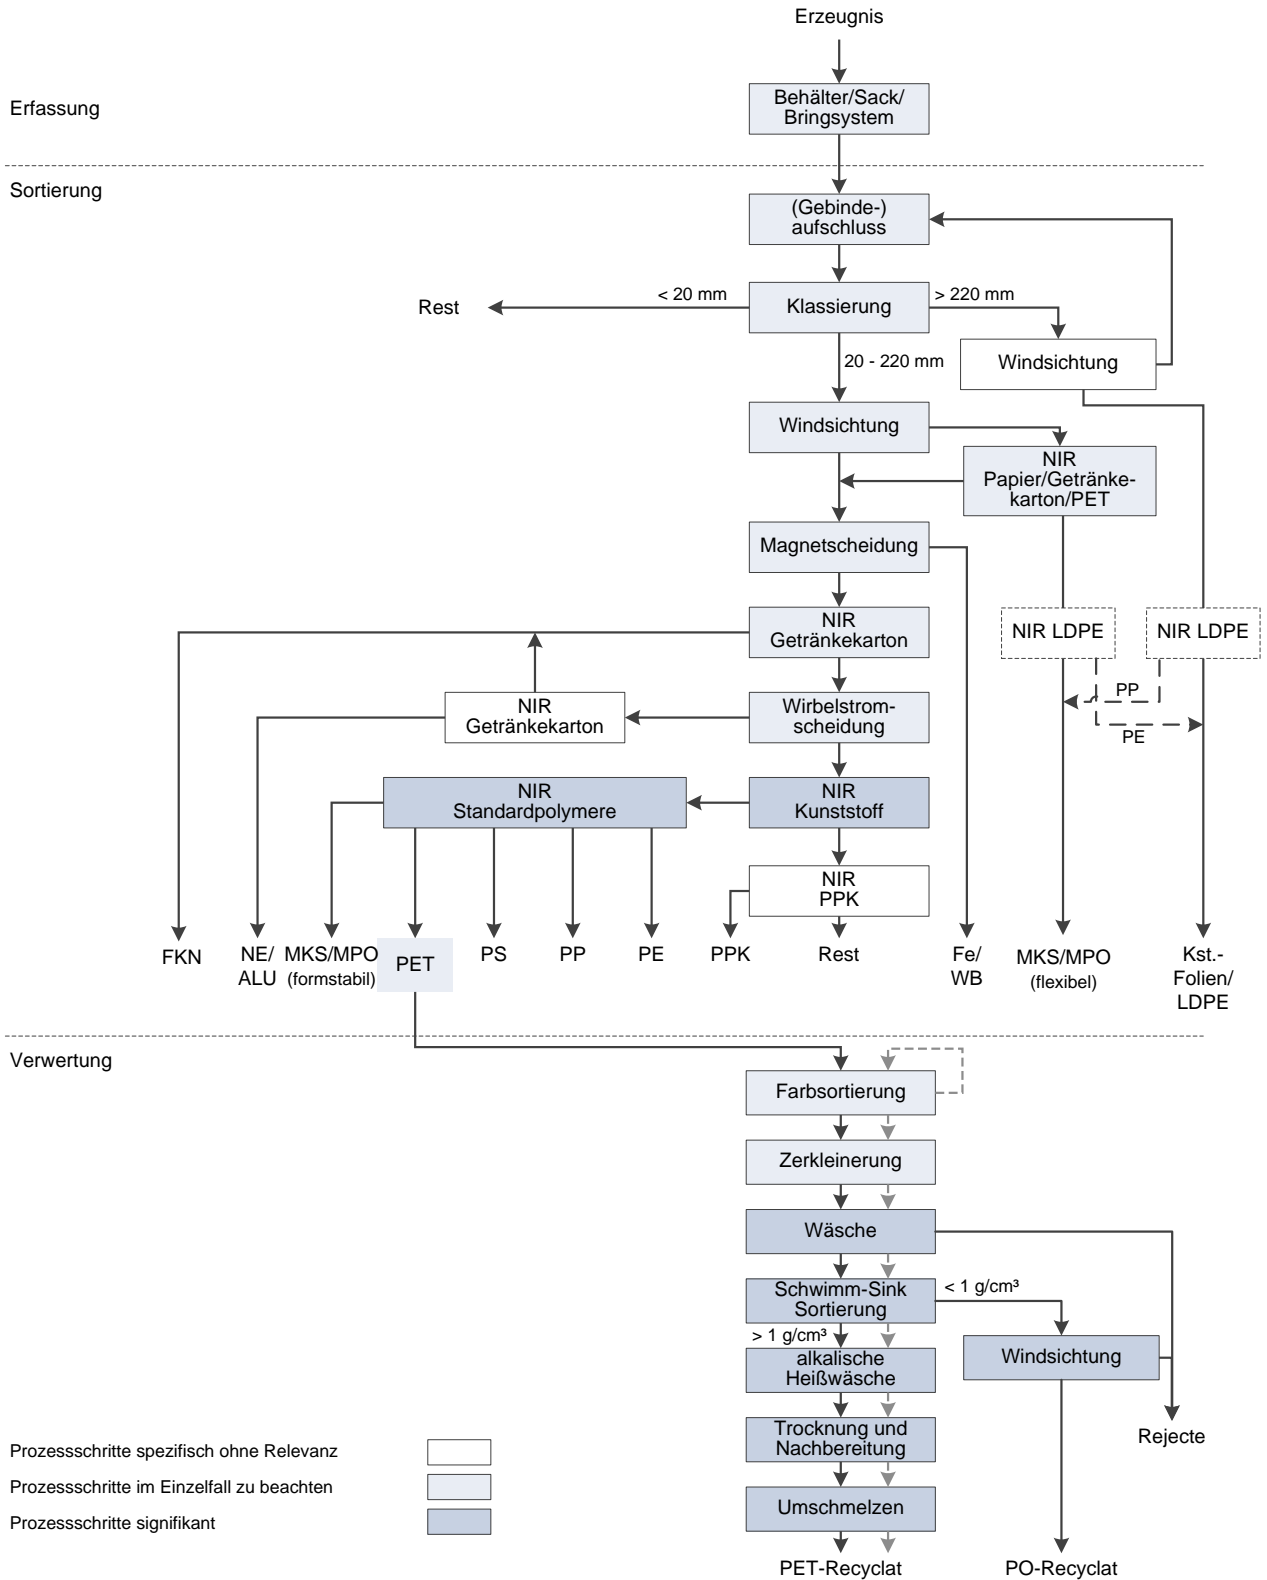 Erzeugnis
Erfassung
Behälter/Sack/
Bringsystem
Sortierung
(Gebinde-)
aufschluss
Rest
< 20 mm
Klassierung
> 220 mm
20 - 220 mm
Windsichtung
Windsichtung
NIR
Papier/Getränke-
karton/PET
Magnetscheidung
NIR
Getränkekarton
NIR LDPE
NIR LDPE
NIR
Getränkekarton
Wirbelstrom-
scheidung
PP
PE
NIR
Standardpolymere
NIR
Kunststoff
NIR
PPK
FKN
NE/
ALU
MKS/MPO
(formstabil)
PET
PS
PP
PE
PPK
Rest
Fe/
WB
MKS/MPO
(flexibel)
Kst.-
Folien/
LDPE
Verwertung
Farbsortierung
Zerkleinerung
Wäsche
Schwimm-Sink
Sortierung
< 1 g/cm³
> 1 g/cm³
alkalische
Heißwäsche
Windsichtung
Trocknung und
Nachbereitung
Rejecte
Umschmelzen
PET-Recyclat
PO-Recyclat
Prozessschritte spezifisch ohne Relevanz
Prozessschritte im Einzelfall zu beachten
Prozessschritte signifikant